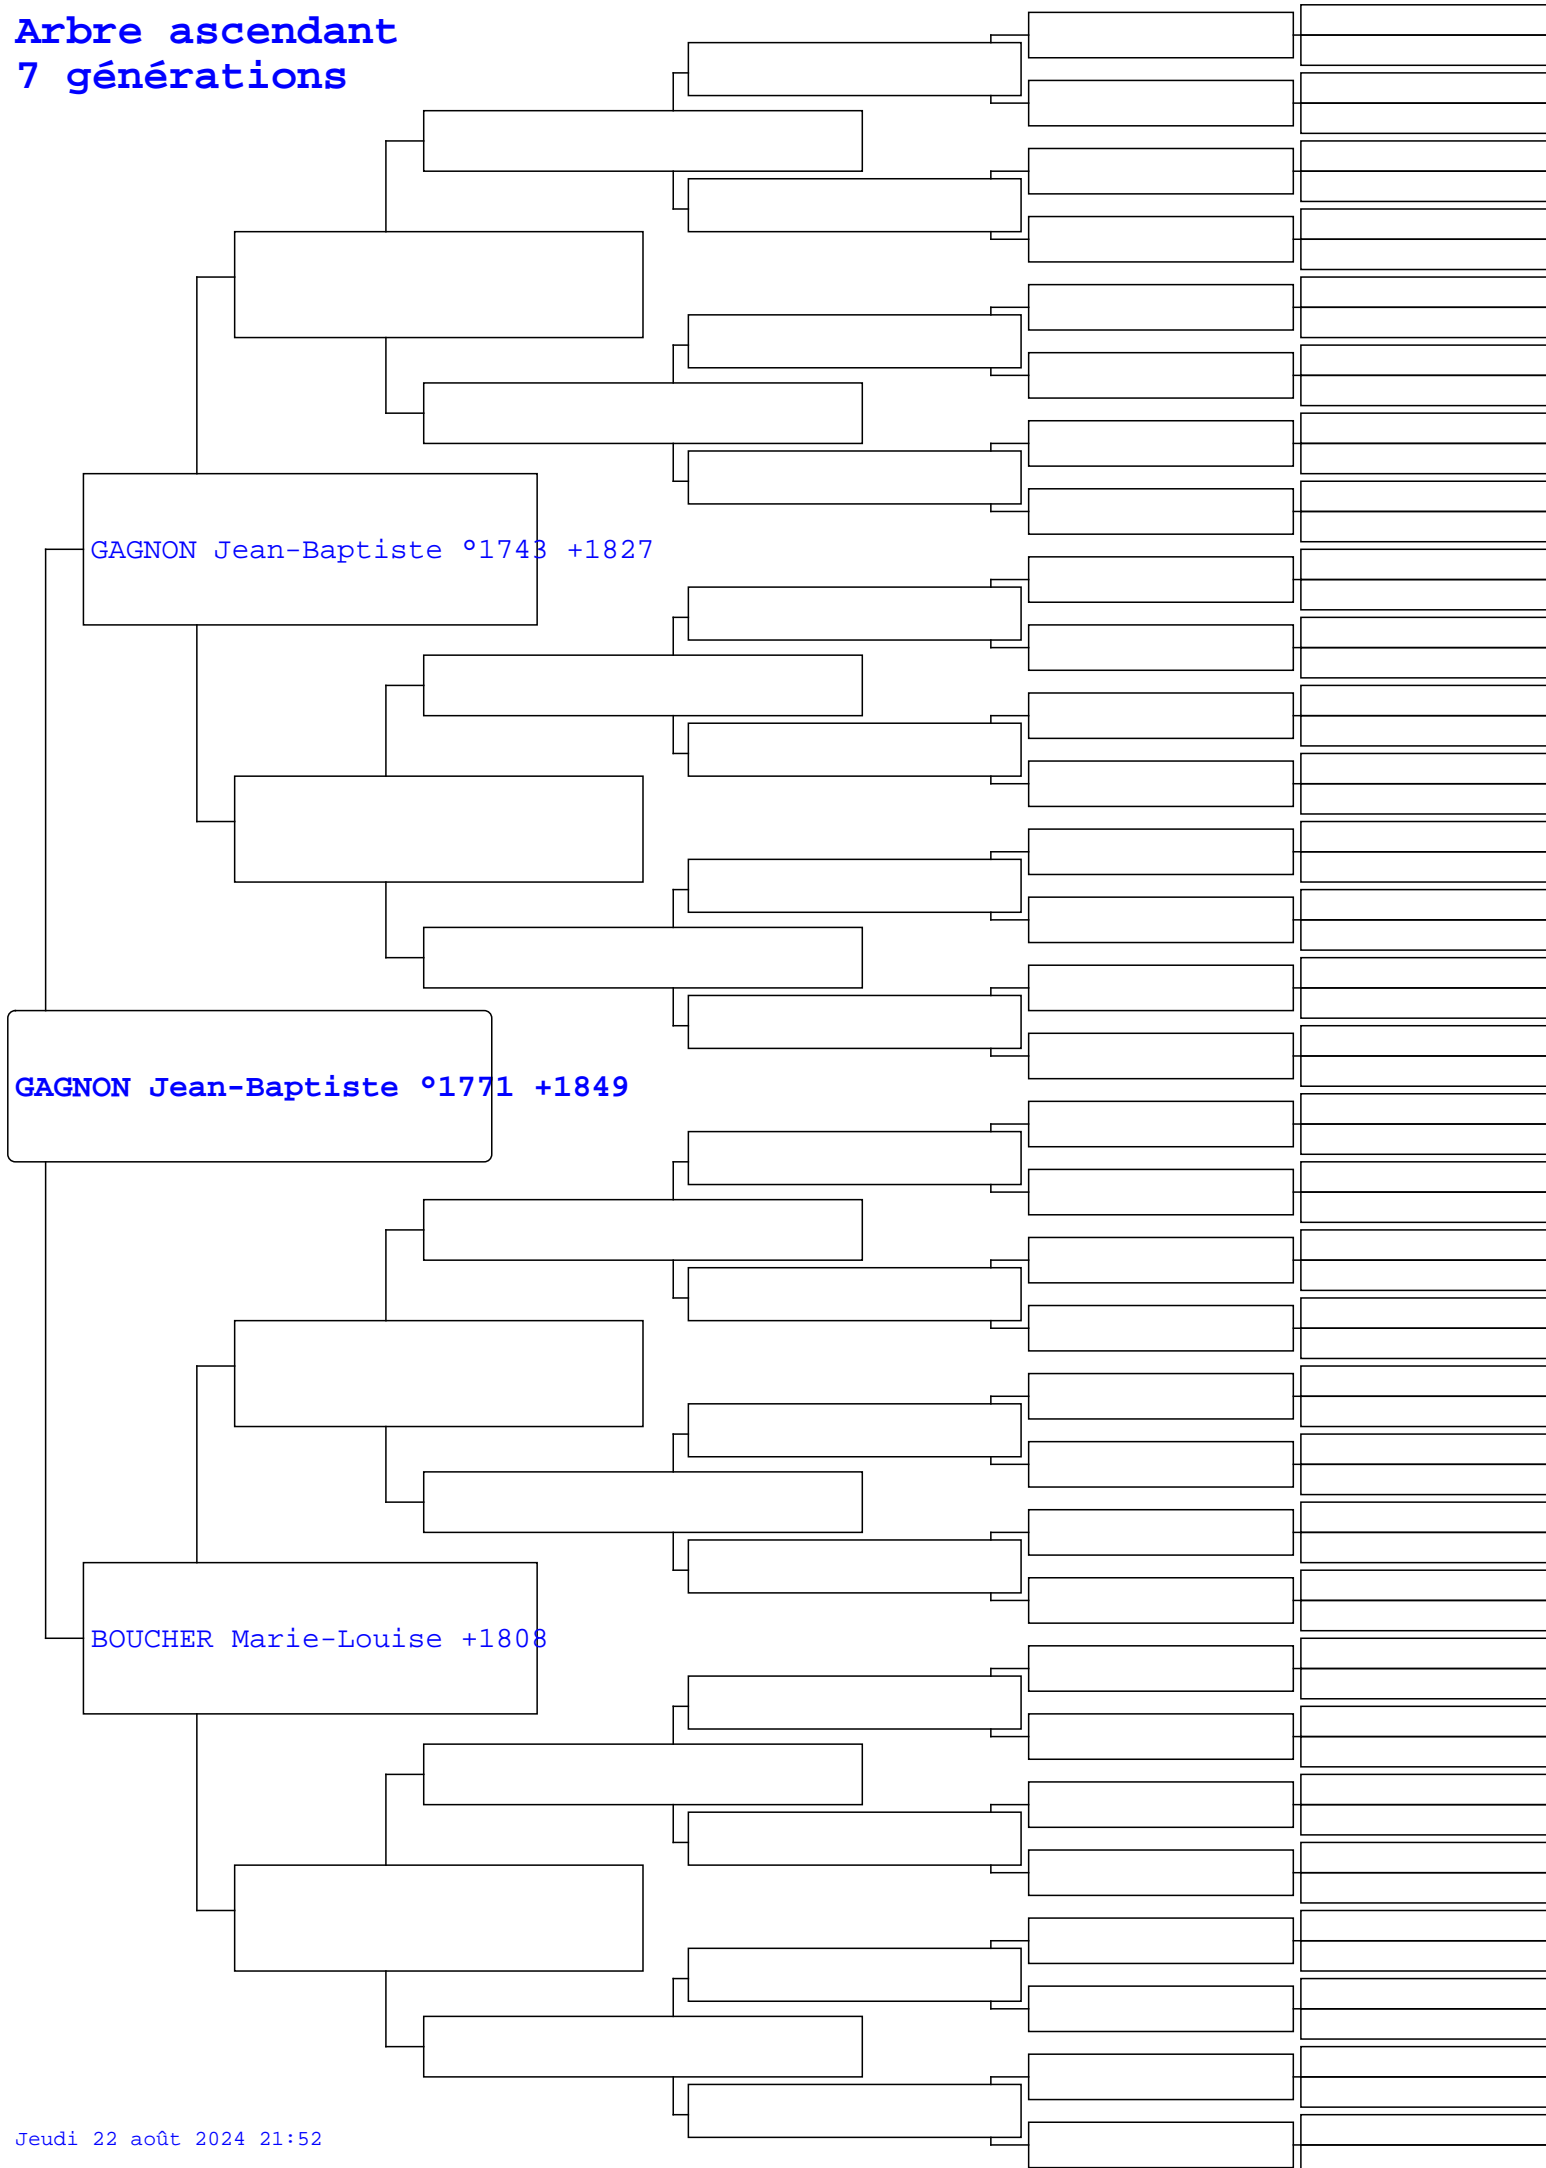 Arbre ascendant
7 générations
GAGNON Jean-Baptiste °1743 +1827
GAGNON Jean-Baptiste °1771 +1849
BOUCHER Marie-Louise +1808
Jeudi 22 août 2024 21:52